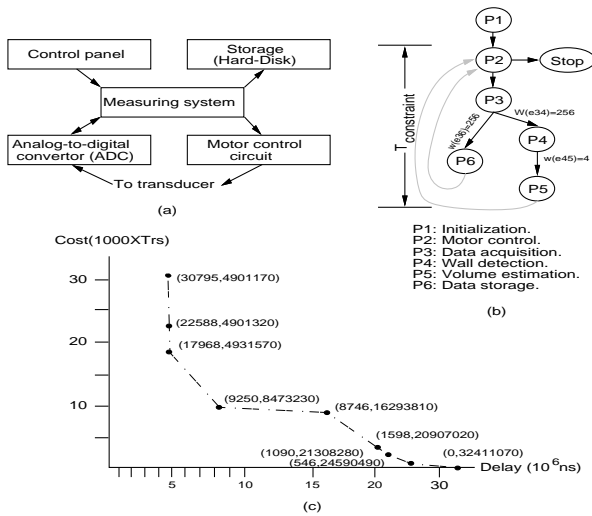 Control panel
Storage
(Hard-Disk)
Measuring system
Analog-to-digital
convertor (ADC)
Motor control
circuit
To transducer
(a)
P1
P2
Stop
P3
W(e34)=256
w(e36)=256
P4
P6
w(e45)=4
P5
T constraint
P1: Initialization.
P2: Motor control.
P3: Data acquisition.
P4: Wall detection.
P5: Volume estimation.
P6: Data storage.
(b)
Cost(1000XTrs)
30
20
10
(30795,4901170)
(22588,4901320)
(17968,4931570)
(9250,8473230)
(8746,16293810)
(1598,20907020)
(1090,21308280)
(546,24590490)
(0,32411070)
Delay (10 6 ns)
5
10
15
20
30
(c)